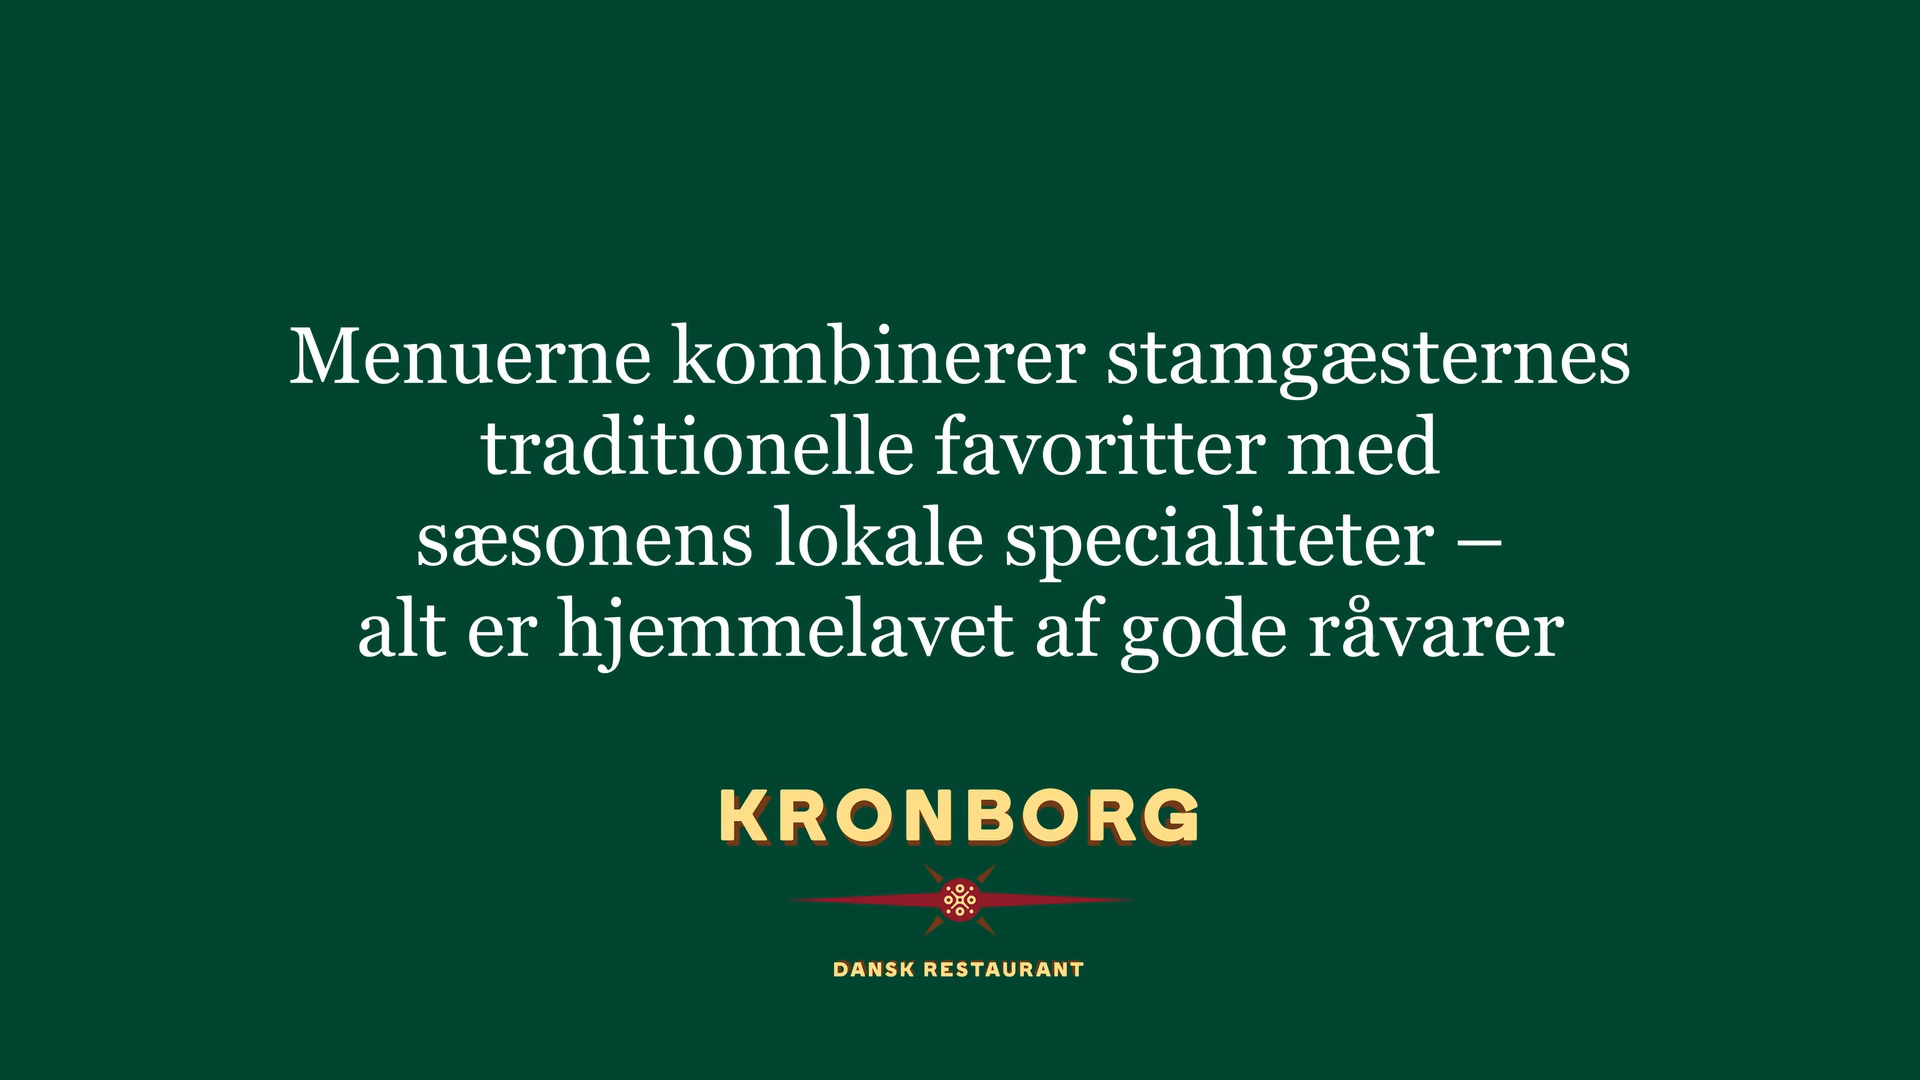 Menuerne kombinerer stamgæsternes
traditionelle favoritter med
sæsonens lokale specialiteter –
alt er hjemmelavet af gode råvarer
KRONBORG
DANSK RESTAURANT